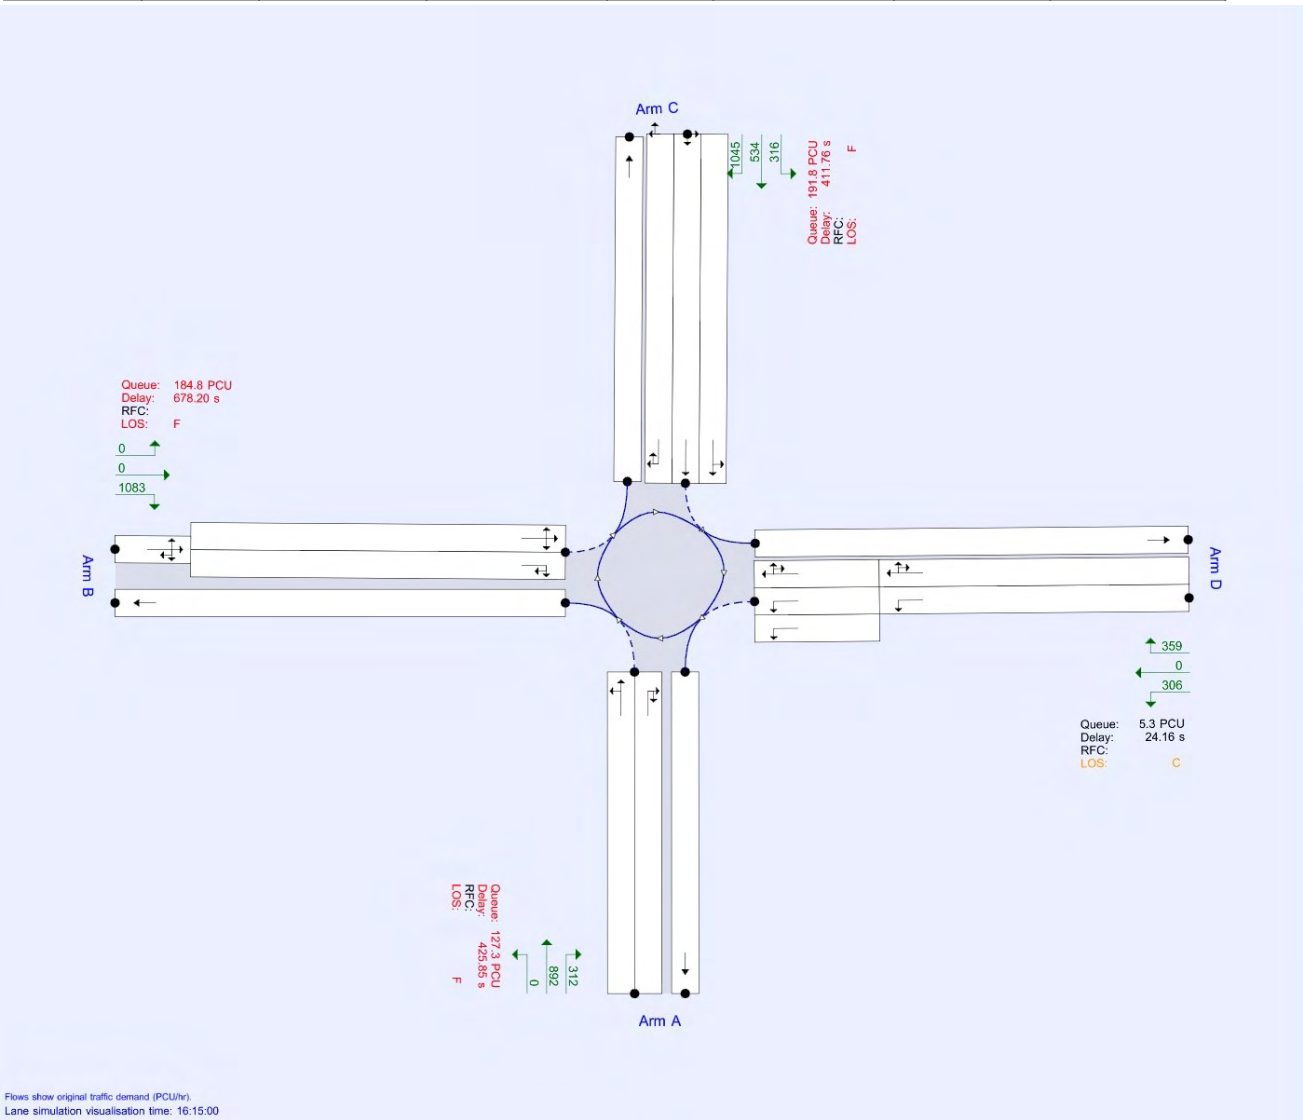 Arm C
1045
534
316
Queue: 191.8 PCU
Delay: 411.76 s
RFC:
LOS: F
Queue: 184.8 PCU
Delay: 678.20 s
RFC:
LOS: F
0
0
1083
Arm B
Arm D
359
0
306
Queue: 5.3 PCU
Delay: 24.16 s
RFC:
LOS: C
Queue: 127.3 PCU
Delay: 425.85 s
RFC:
LOS: F
0
892
312
Arm A
Flows show original traffic demand (PCU/hr).
Lane simulation visualisation time: 16:15:00